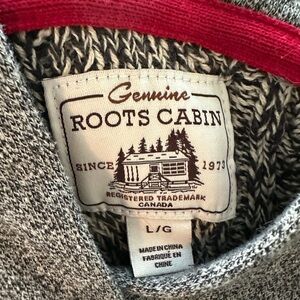 Genuine
ROOTS CABIN
SINCE 1973
REGISTERED TRADEMARK
CANADA
L/G
MADE IN CHINA
FABRIQUÉ EN
CHINE